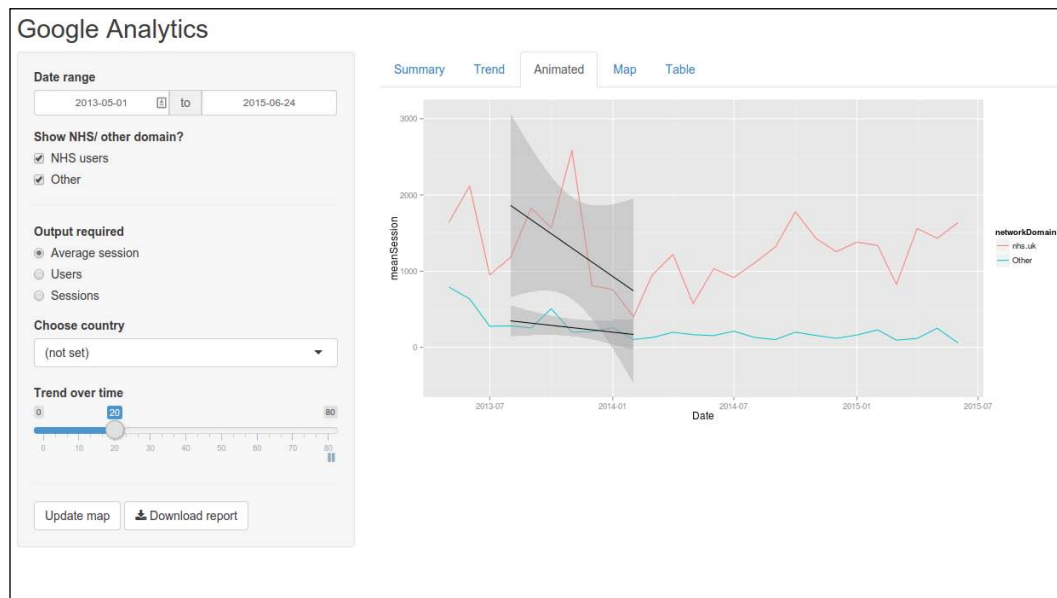 Google Analytics
Date range
2013-05-01 to 2015-06-24
Show NHS/ other domain?
NHS users
Other
Output required
Average session
Users
Sessions
Choose country
(not set)
Trend over time
0 20 80
0 10 20 30 40 50 60 70 80
Update map Download report
Summary Trend Animated Map Table
3000
2000
1000
0
meanSession
2013-07 2014-01 2014-07 2015-01 2015-07
Date
networkDomain
nhs.uk
Other